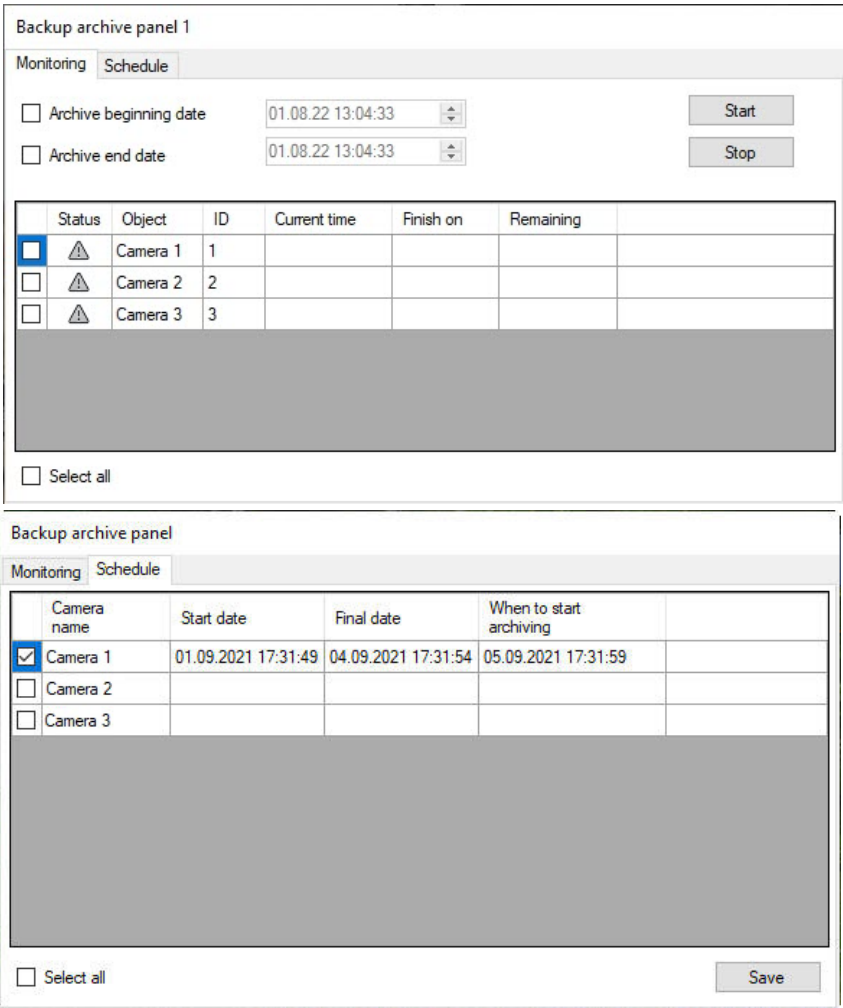 Backup archive panel 1
Monitoring Schedule
Archive beginning date 01.08.22 13:04:33 Start
Archive end date 01.08.22 13:04:33 Stop
Status Object ID Current time Finish on Remaining
Camera 1 1
Camera 2 2
Camera 3 3
Select all
Backup archive panel
Monitoring Schedule
Camera name Start date Final date When to start archiving
Camera 1 01.09.2021 17:31:49 04.09.2021 17:31:54 05.09.2021 17:31:59
Camera 2
Camera 3
Select all Save